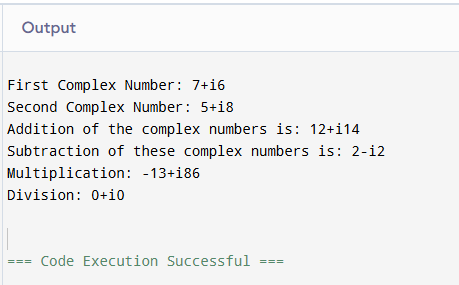 Output
First Complex Number: 7+i6
Second Complex Number: 5+i8
Addition of the complex numbers is: 12+i14
Subtraction of these complex numbers is: 2-i2
Multiplication: -13+i86
Division: 0+i0
=== Code Execution Successful ===